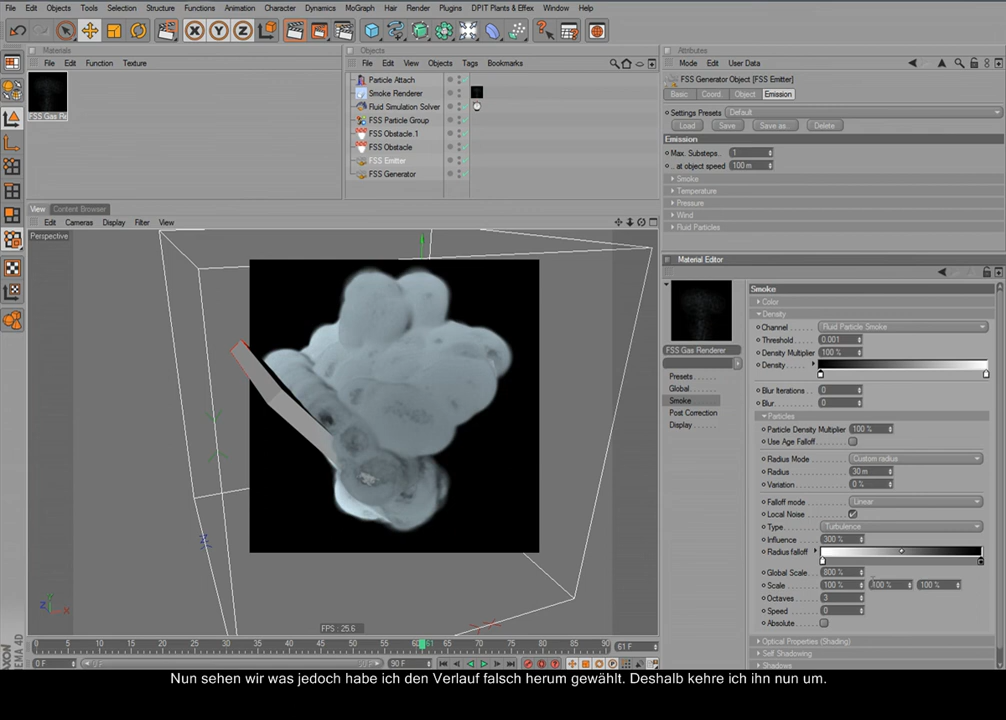 File Edit Objects Tools Selection Structure Functions Animation Character Dynamics MoGraph Hair Render Plugins DPIT Plants & Effex Window Help
Materials
File Edit Function Texture
FSS Gas Re
Objects
File Edit View Objects Tags Bookmarks
Particle Attach
Smoke Renderer
Fluid Simulation Solver
FSS Particle Group
FSS Obstacle.1
FSS Obstacle
FSS Emitter
FSS Generator
Attributes
Mode Edit User Data
FSS Generator Object [FSS Emitter]
Basic Coord. Object Emission
Settings Presets Default
Load Save Save as... Delete
Emission
Max. Substeps 1
.. at object speed 100 m
Smoke
Temperature
Pressure
Wind
Fluid Particles
View Content Browser
Edit Cameras Display Filter View
Perspective
FPS : 25.6
0 5 10 15 20 25 30 35 40 45 50 55 60 61 65 70 75 80 85 90 61 F
0 F 0 F 90 F 90 F
Material Editor
FSS Gas Renderer
Presets
Global
Smoke
Post Correction
Display
Smoke
Color
Density
Channel Fluid Particle Smoke
Threshold 0.001
Density Multiplier 100 %
Density
Blur Iterations 0
Blur 0
Particles
Particle Density Multiplier 100 %
Use Age Falloff
Radius Mode Custom radius
Radius 30 m
Variation 0 %
Falloff mode Linear
Local Noise
Type Turbulence
Influence 300 %
Radius falloff
Global Scale 800 %
Scale 100 % 100 % 100 %
Octaves 3
Speed 0
Absolute
Optical Properties (Shading)
Self Shadowing
Shadows
Nun sehen wir was jedoch habe ich den Verlauf falsch herum gewählt. Deshalb kehre ich ihn nun um.